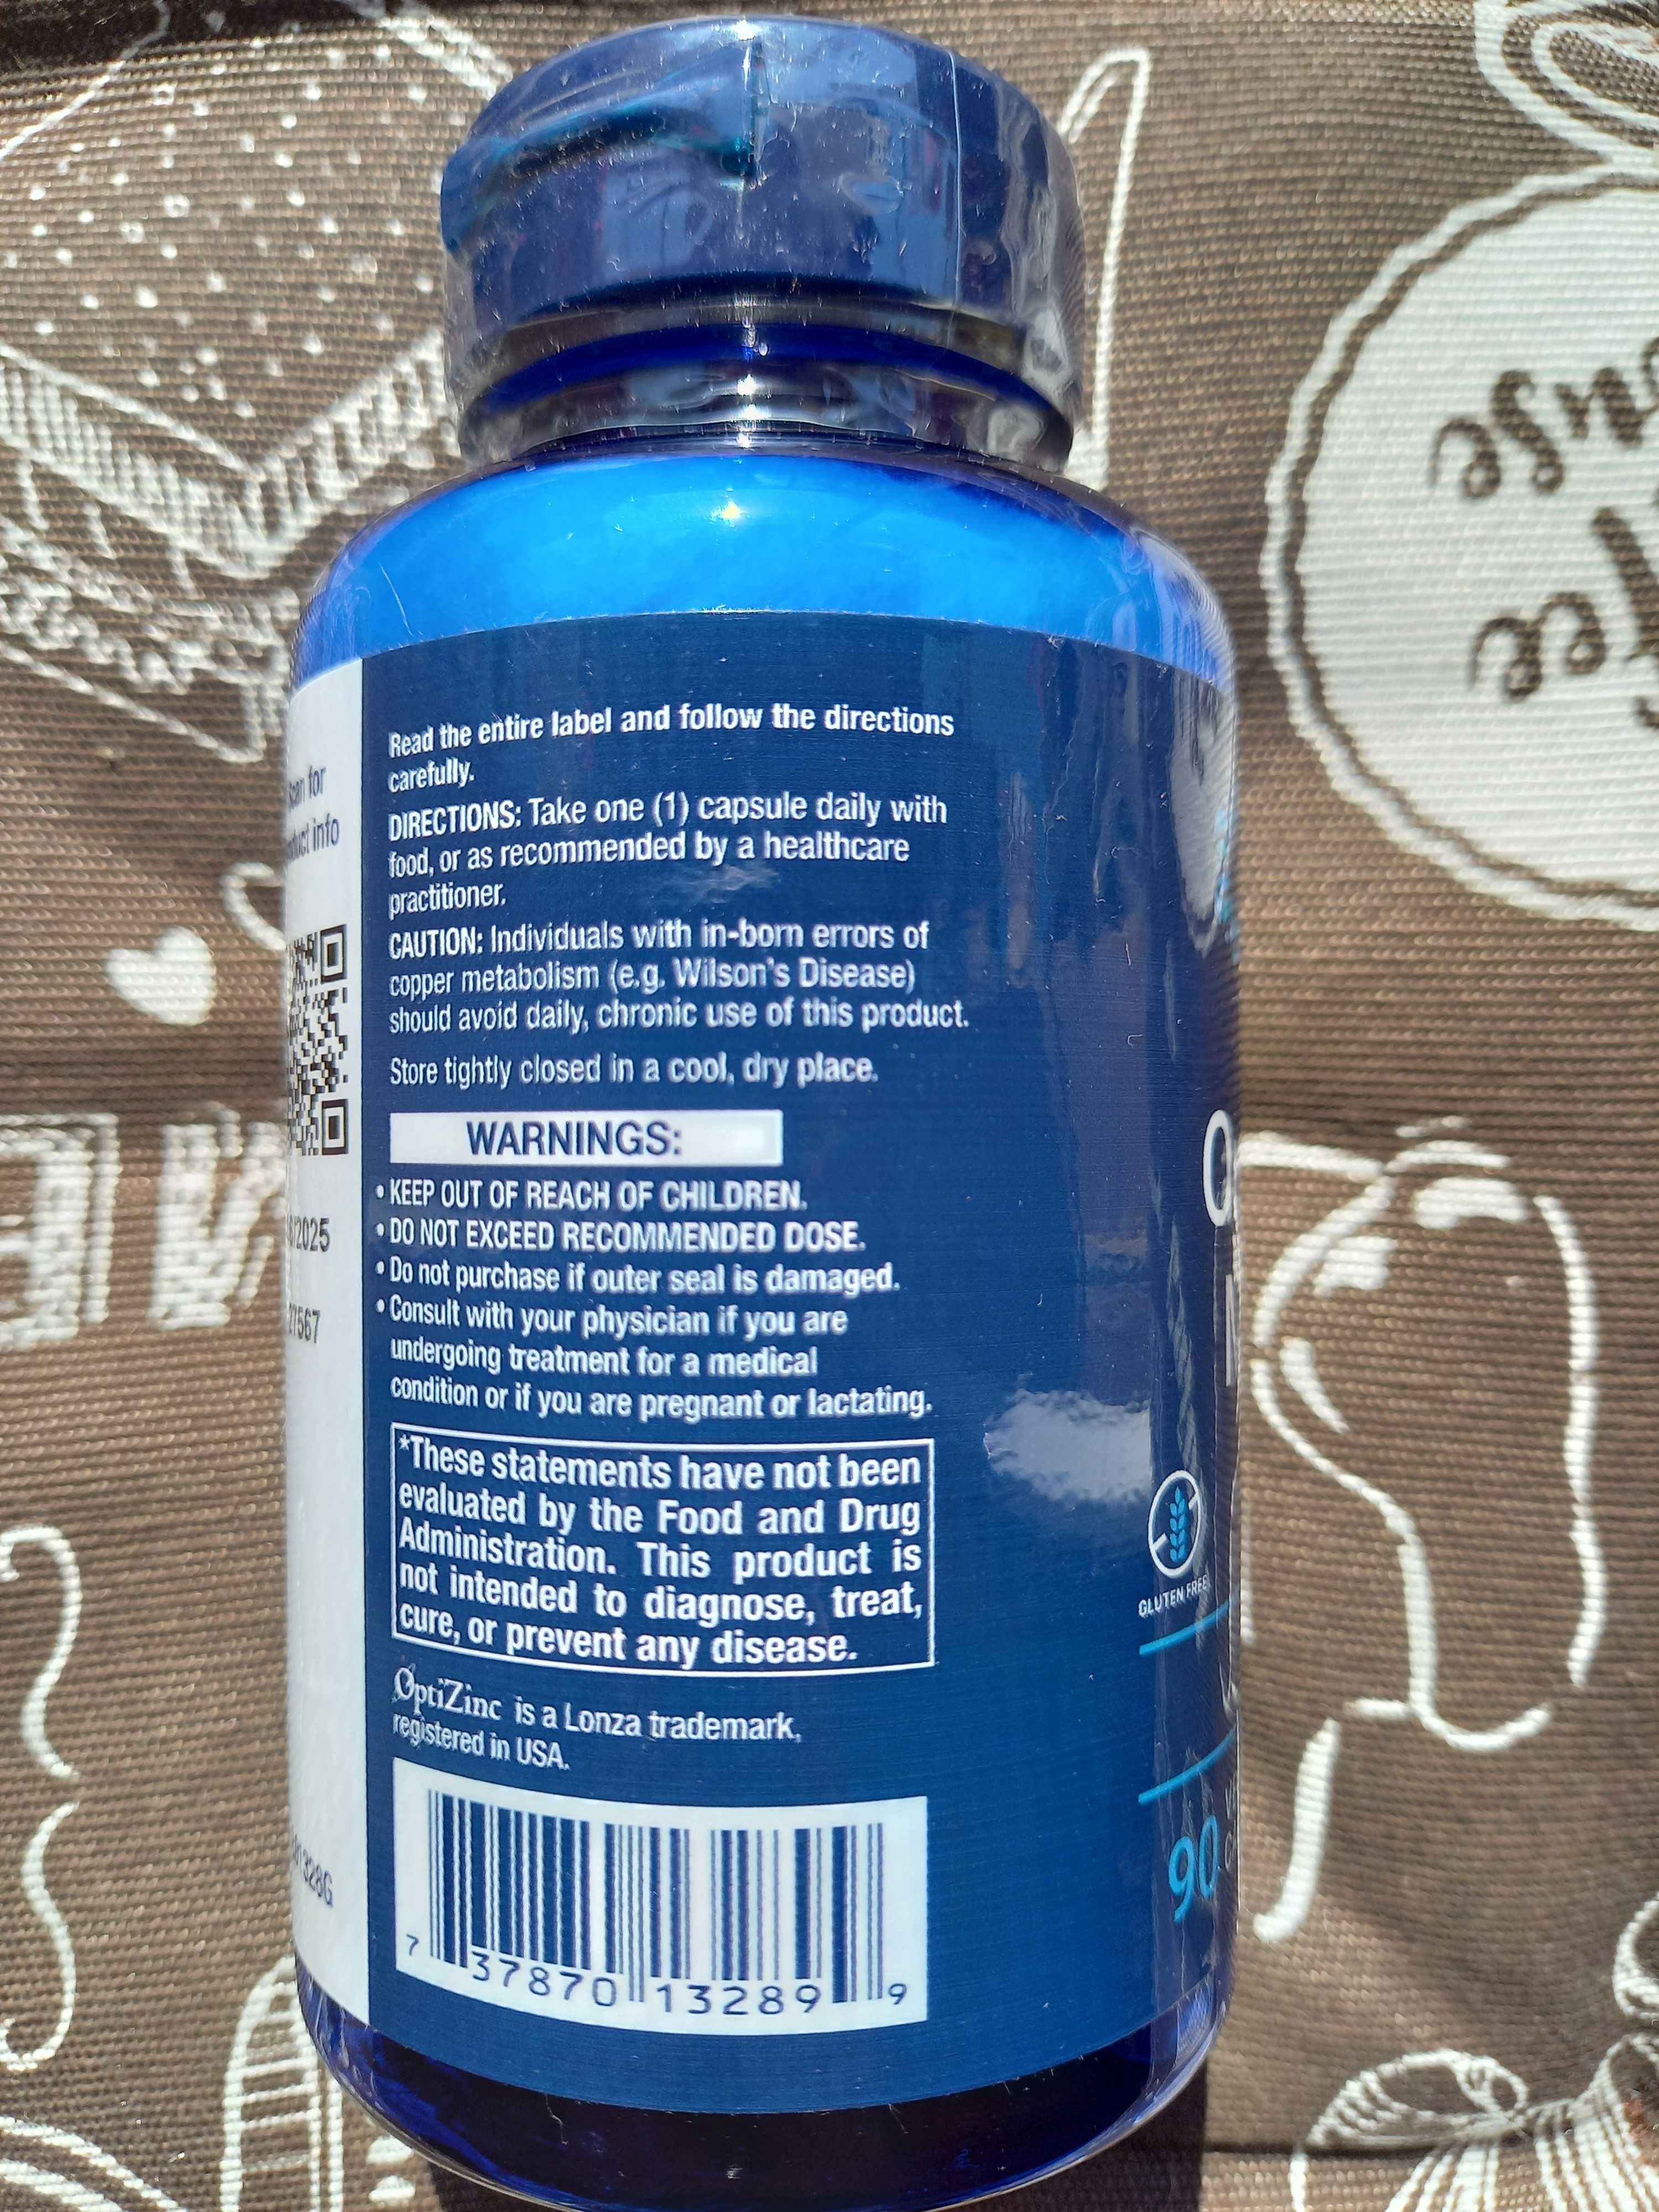 Read the entire label and follow the directions
carefully.
DIRECTIONS: Take one (1) capsule daily with
food, or as recommended by a healthcare
practitioner.
CAUTION: Individuals with in-born errors of
copper metabolism (e.g. Wilson's Disease)
should avoid daily, chronic use of this product.
Store tightly closed in a cool, dry place.
WARNINGS:
• KEEP OUT OF REACH OF CHILDREN.
• DO NOT EXCEED RECOMMENDED DOSE.
• Do not purchase if outer seal is damaged.
• Consult with your physician if you are
undergoing treatment for a medical
condition or if you are pregnant or lactating.
*These statements have not been
evaluated by the Food and Drug
Administration. This product is
not intended to diagnose, treat,
cure, or prevent any disease.
OptiZinc is a Lonza trademark,
registered in USA.
7 37870 13289 9
for
info
GLUTEN FREE
90